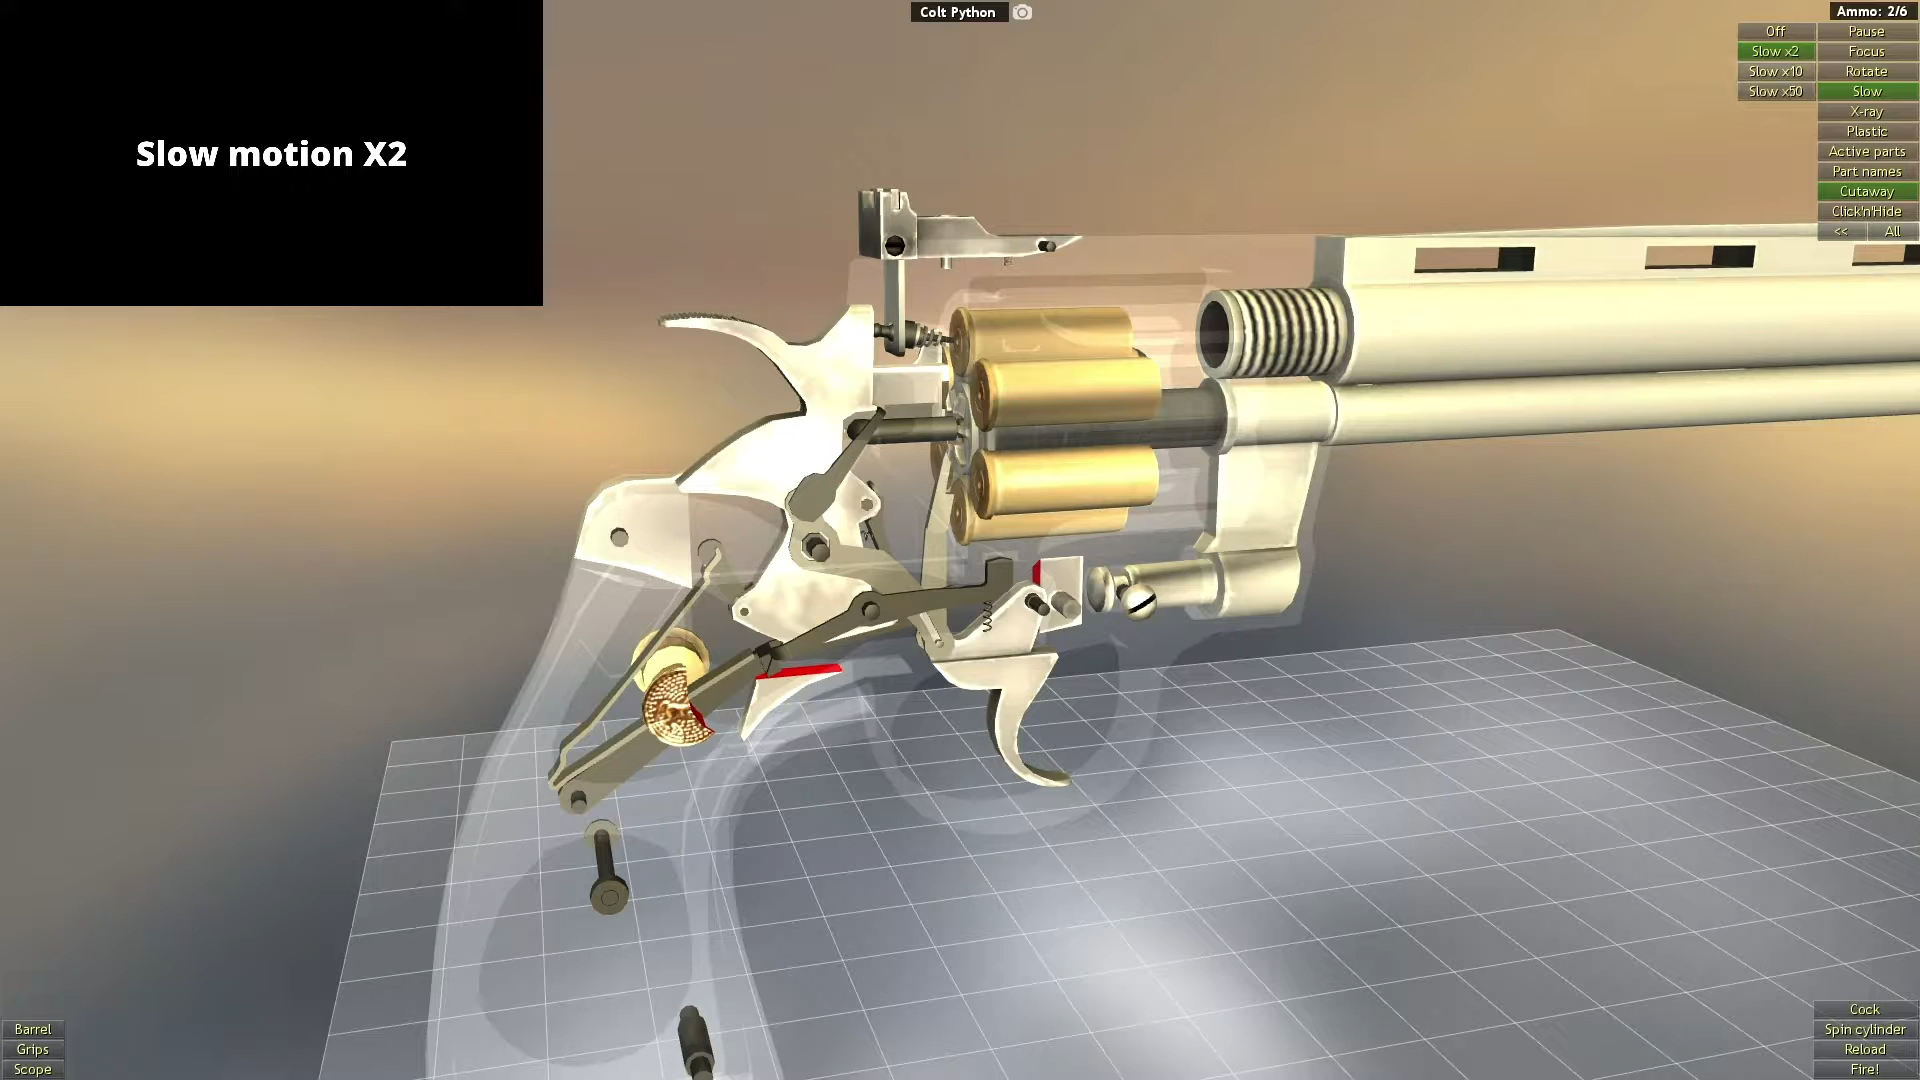 Colt Python
Ammo: 2/6
Off
Pause
Slow x2
Focus
Slow x10
Rotate
Slow x50
Slow
X-ray
Plastic
Active parts
Part names
Cutaway
Click'n'Hide
<<
All
Slow motion X2
Barrel
Grips
Scope
Cock
Spin cylinder
Reload
Fire!